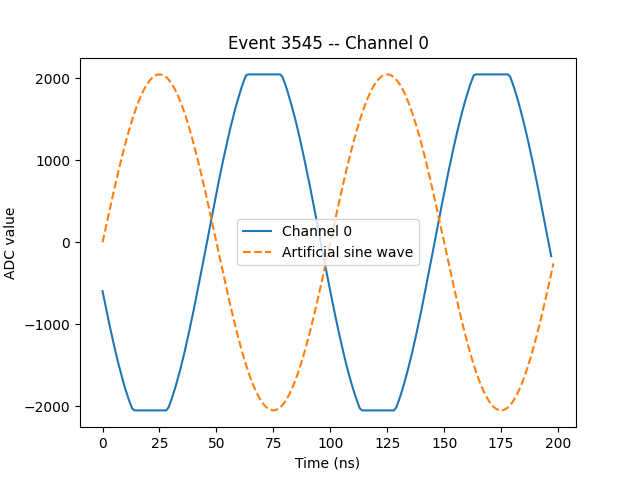 Event 3545 -- Channel 0
ADC value
2000
1000
0
−1000
−2000
Channel 0
Artificial sine wave
0 25 50 75 100 125 150 175 200
Time (ns)